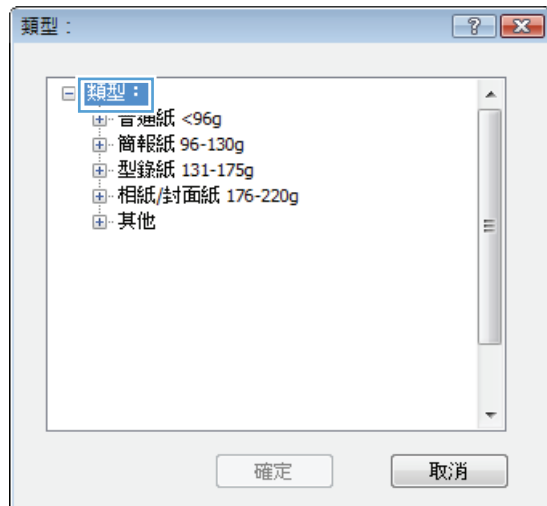 類型：
類型：
普通紙 <96g
簡報紙 96-130g
型錄紙 131-175g
相紙/封面紙 176-220g
其他
確定
取消